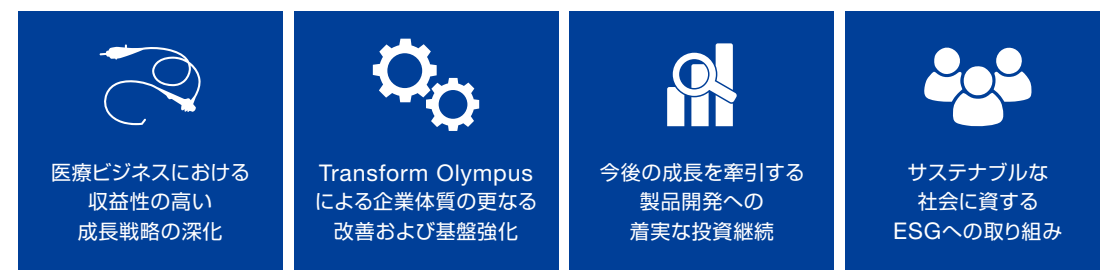 医療ビジネスにおける
収益性の高い
成長戦略の深化
Transform Olympus
による企業体質の更なる
改善および基盤強化
今後の成長を牽引する
製品開発への
着実な投資継続
サステナブルな
社会に資する
ESGへの取り組み